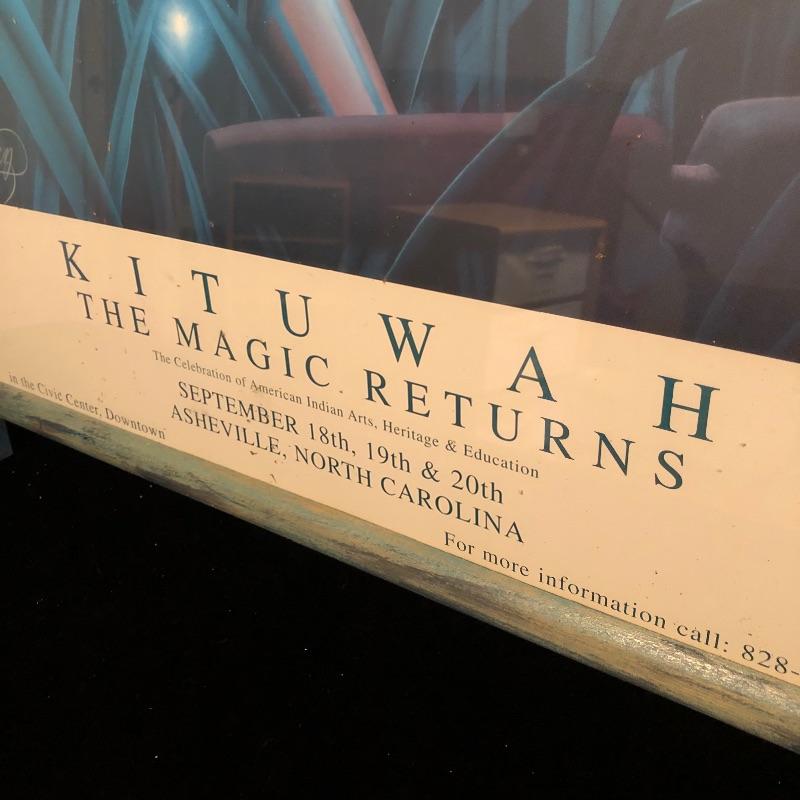 KITUWAH
THE MAGIC RETURNS
The Celebration of American Indian Arts, Heritage & Education
SEPTEMBER 18th, 19th & 20th
ASHEVILLE, NORTH CAROLINA
in the Civic Center, Downtown
For more information call: 828-